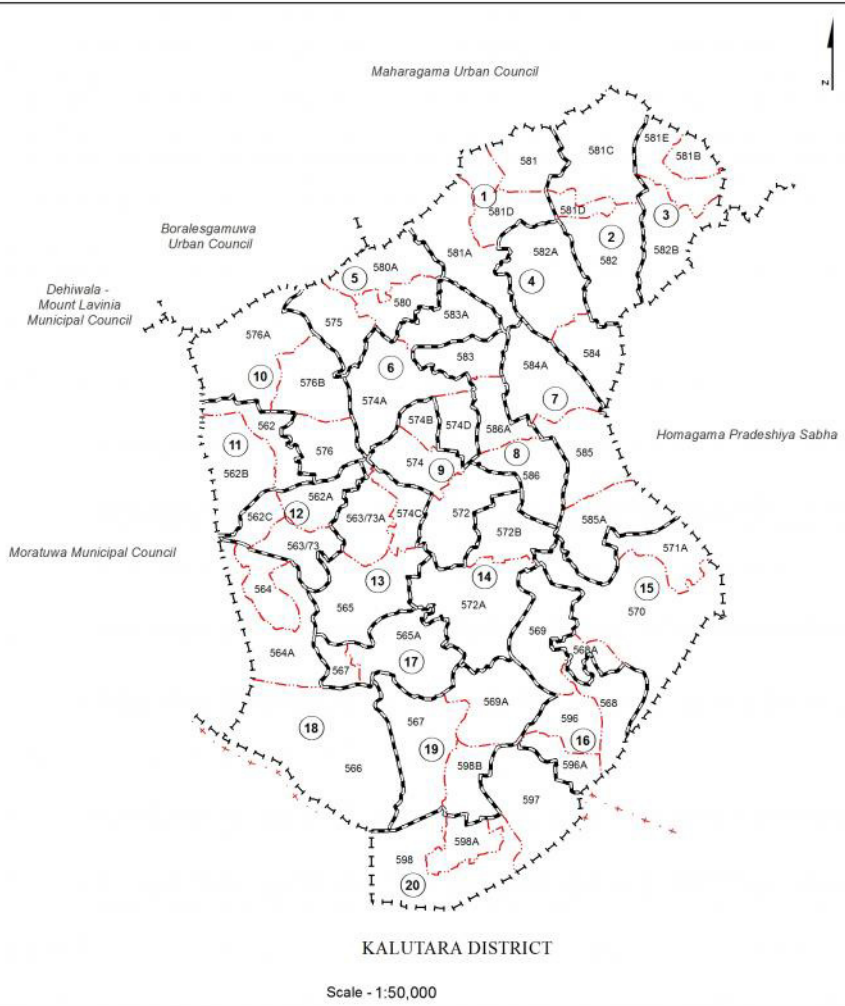 Maharagama Urban Council
N
581E
581C
581B
581
1
581D
581D
3
2
Boralesgamuwa
Urban Council
582B
582A
582
581A
580A
5
4
Dehiwala -
Mount Lavinia
Municipal Council
580
583A
575
576A
584
583
584A
6
10
576B
574A
7
574B
562
574D
586A
Homagama Pradeshiya Sabha
11
576
8
585
574
9
562B
586
562A
12
562C
563/73A
574C
572
585A
572B
563/73
571A
Moratuwa Municipal Council
13
14
564
15
565
572A
570
569
565A
568A
564A
17
567
569A
568
596
18
567
16
19
566
598B
596A
597
598A
598
20
KALUTARA DISTRICT
Scale - 1:50,000